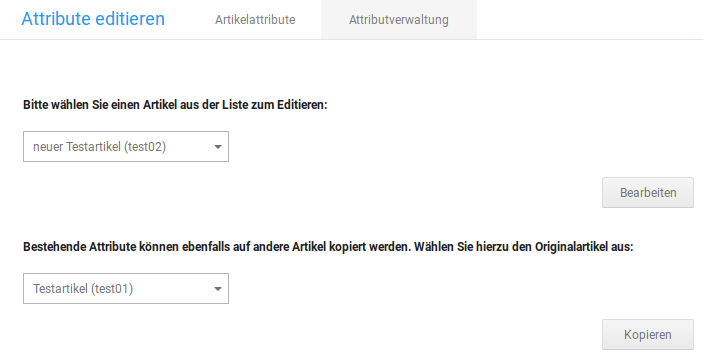 Attribute editieren
Artikelattribute
Attributverwaltung
Bitte wählen Sie einen Artikel aus der Liste zum Editieren:
neuer Testartikel (test02)
Bearbeiten
Bestehende Attribute können ebenfalls auf andere Artikel kopiert werden. Wählen Sie hierzu den Originalartikel aus:
Testartikel (test01)
Kopieren